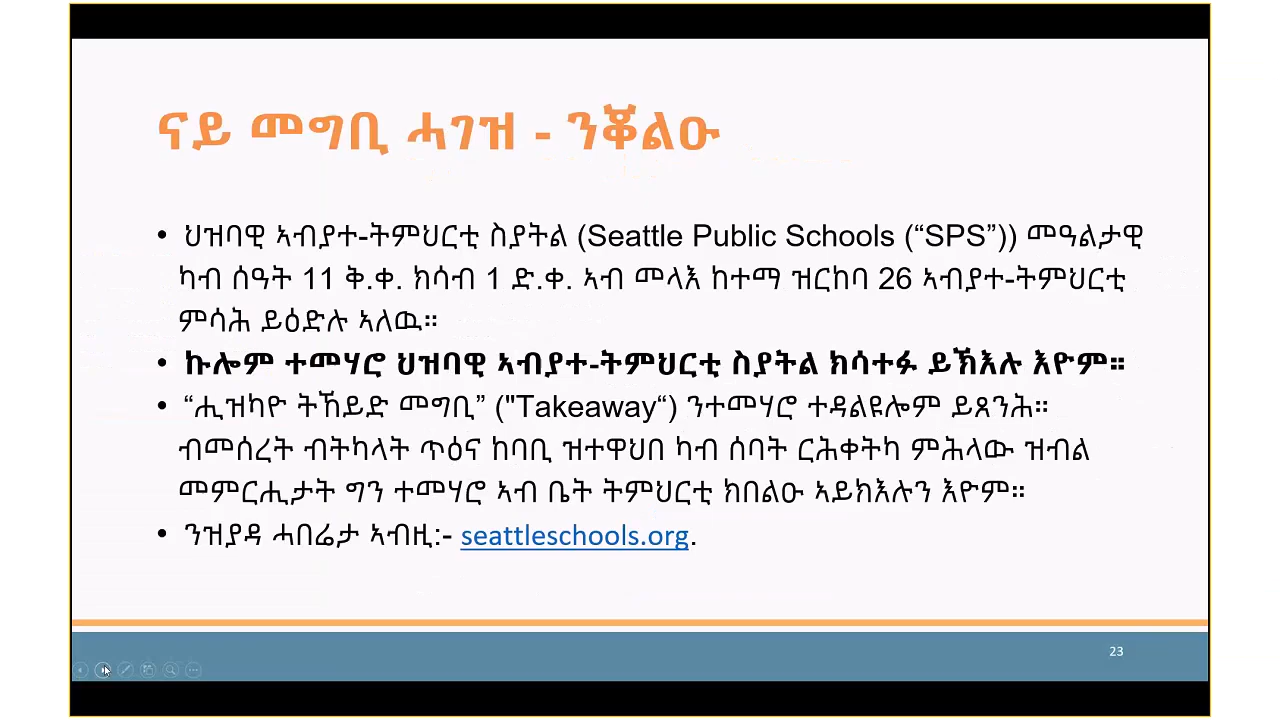 ናይ መግቢ ሓገዝ - ንቖልዑ
• ህዝባዊ ኣብያተ-ትምህርቲ ስያትል (Seattle Public Schools (“SPS”)) መዓልታዊ
ካብ ሰዓት 11 ቅ.ቀ. ክሳብ 1 ድ.ቀ. ኣብ መላእ ከተማ ዝርከባ 26 ኣብያተ-ትምህርቲ
ምሳሕ ይዕድሉ ኣለዉ።
• ኩሎም ተመሃሮ ህዝባዊ ኣብያተ-ትምህርቲ ስያትል ክሳተፉ ይኽእሉ እዮም።
• “ሒዝካዮ ትኸይድ መግቢ” ("Takeaway“) ንተመሃሮ ተዳልዩሎም ይጸንሕ።
ብመሰረት ብትካላት ጥዕና ከባቢ ዝተዋህበ ካብ ሰባት ርሕቀትካ ምሕላው ዝብል
መምርሒታት ግን ተመሃሮ ኣብ ቤት ትምህርቲ ክበልዑ ኣይክእሉን እዮም።
• ንዝያዳ ሓበሬታ ኣብዚ:- seattleschools.org.
23